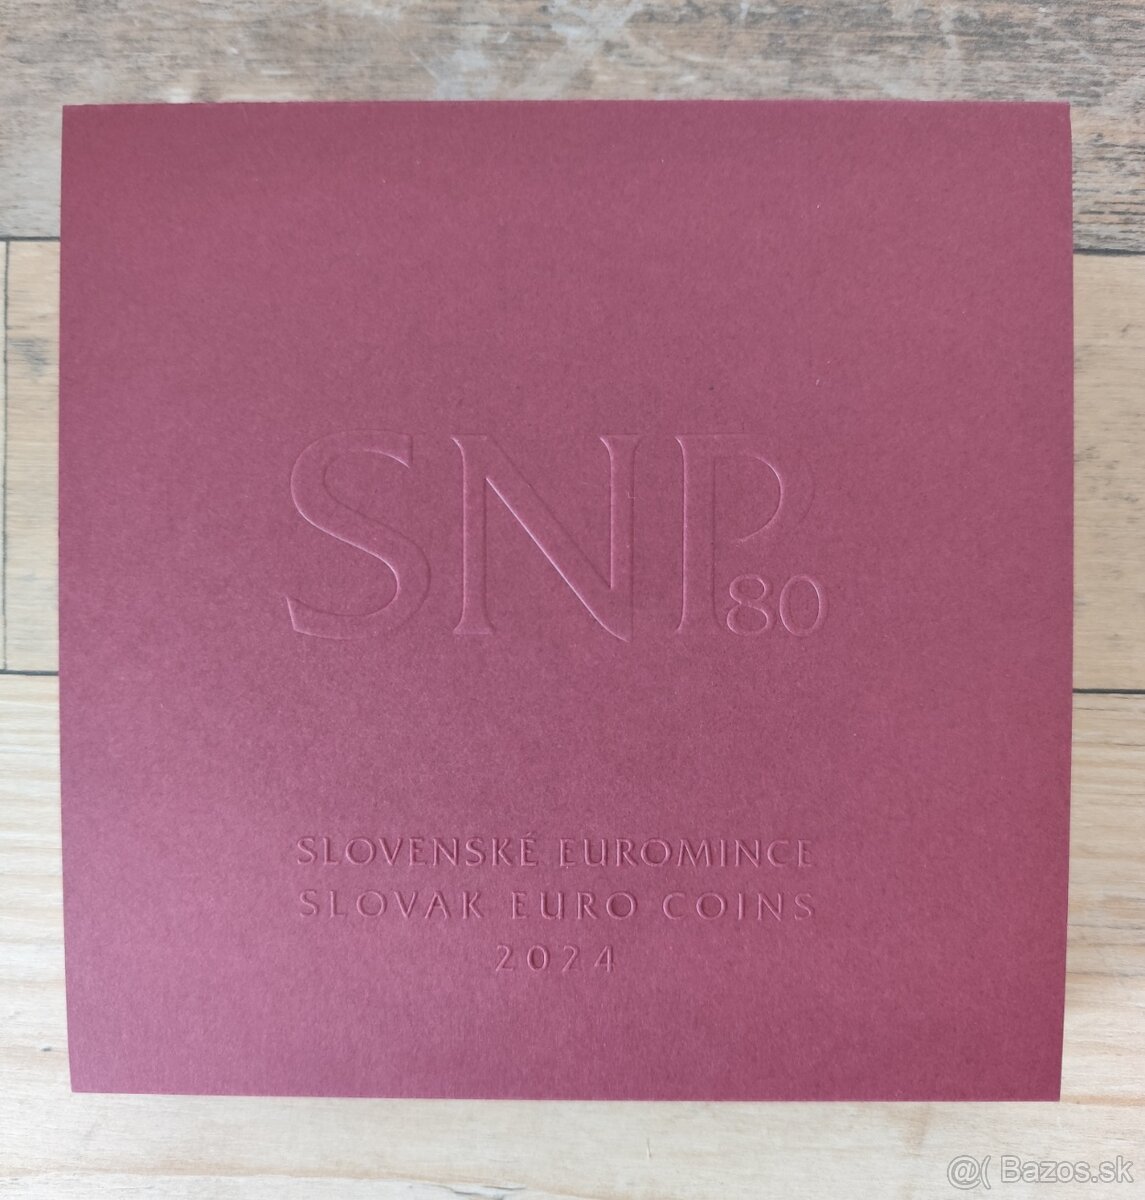 SNP80
SLOVENSKÉ EUROMINCE
SLOVAK EURO COINS
2024
@( Bazos.sk